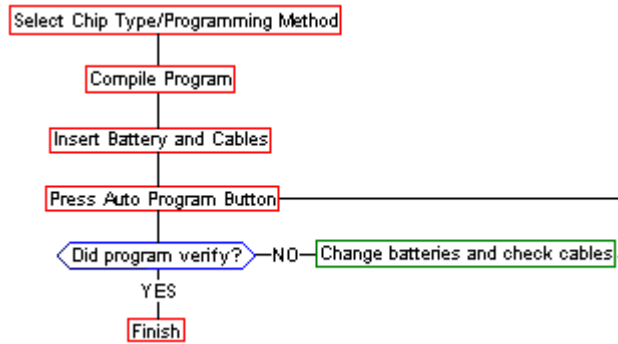 Select Chip Type/Programming Method
Compile Program
Insert Battery and Cables
Press Auto Program Button
Did program verify?
NO
Change batteries and check cables
YES
Finish